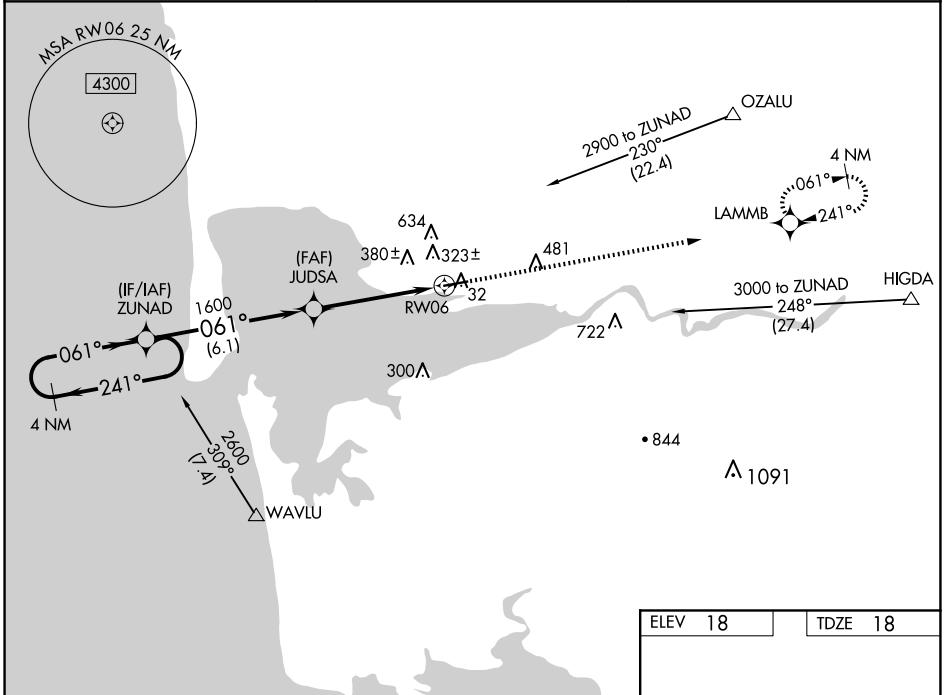 MSA RW06 25 NM
4300
OZALU
2900 to ZUNAD
230°
(22.4)
4 NM
061°
241°
LAMMB
634
380±
323±
481
(FAF)
JUDSA
32
RW06
HIGDA
3000 to ZUNAD
248°
(27.4)
(IF/IAF)
ZUNAD
1600
061°
(6.1)
722
061°
241°
4 NM
300
2600
309°
(7.4)
WAVLU
844
1091
ELEV 18
TDZE 18